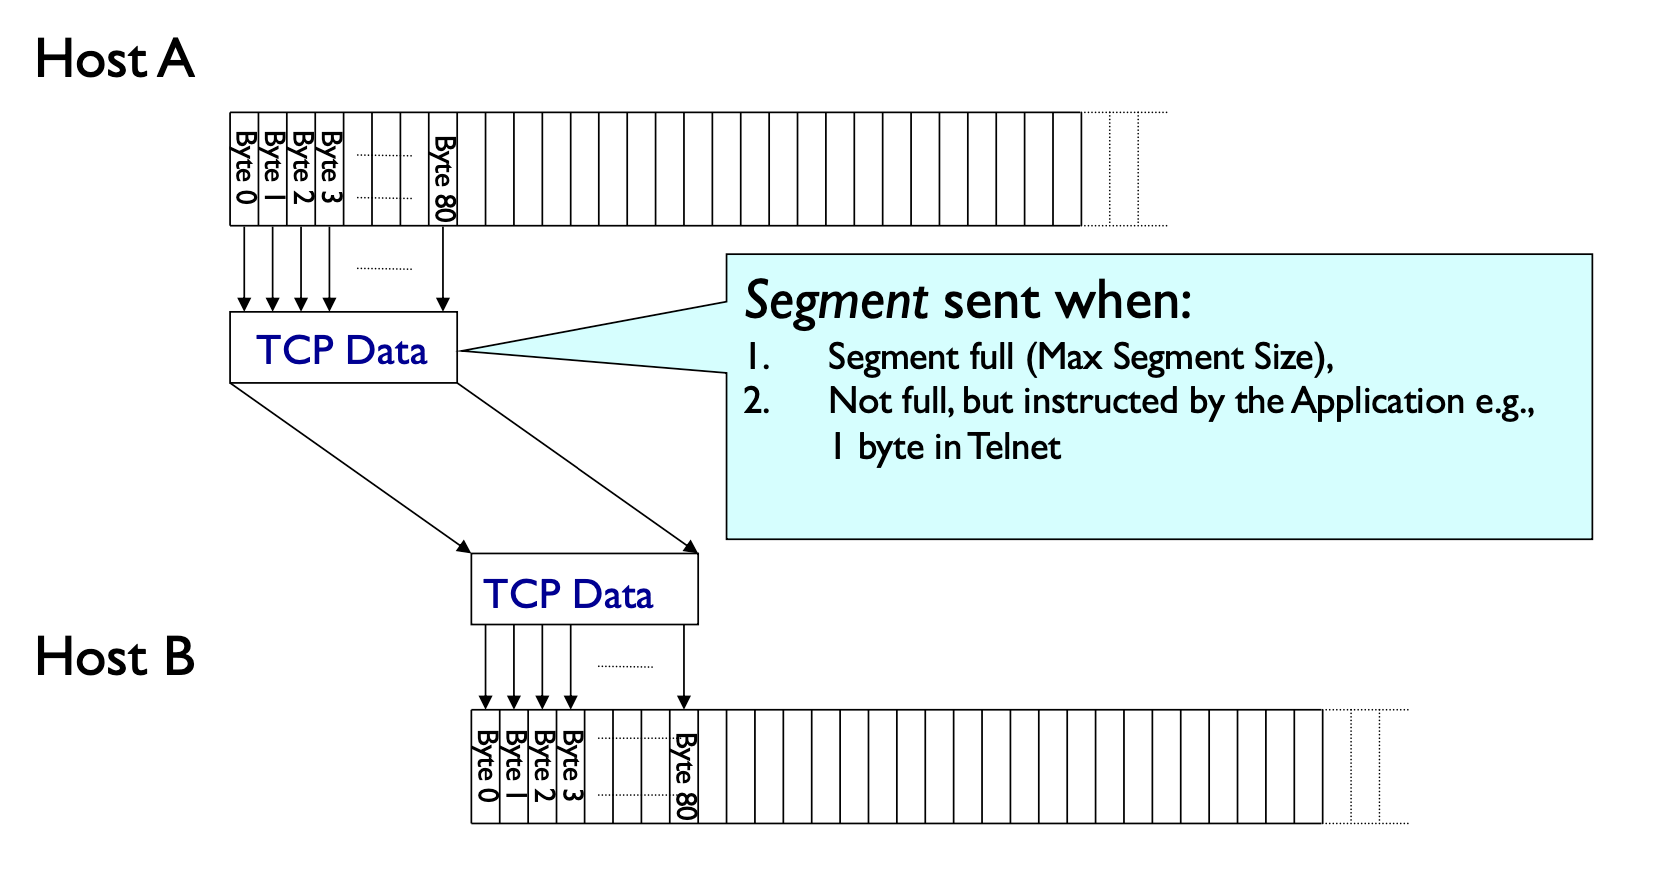 Host A
Byte 0
Byte 1
Byte 2
Byte 3
Byte 80
TCP Data
Segment sent when:
1. Segment full (Max Segment Size),
2. Not full, but instructed by the Application e.g.,
1 byte in Telnet
TCP Data
Host B
Byte 0
Byte 1
Byte 2
Byte 3
Byte 80